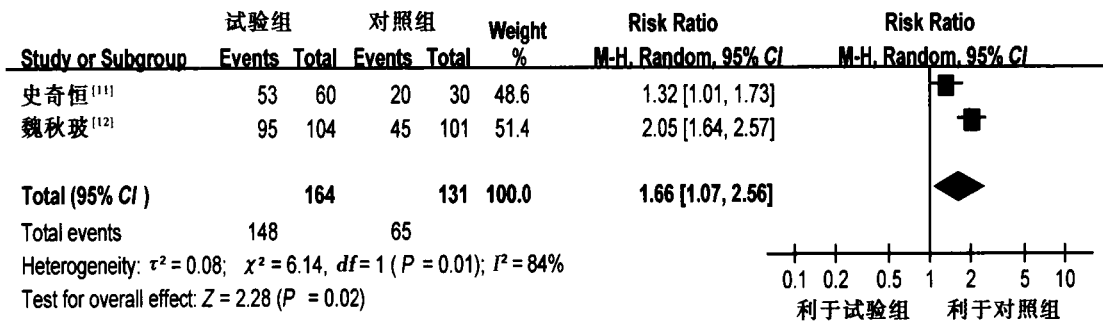 试验组 对照组 Weight Risk Ratio Risk Ratio
Study or Subgroup Events Total Events Total % M-H, Random, 95% CI M-H, Random, 95% CI
史奇恒[11] 53 60 20 30 48.6 1.32 [1.01, 1.73]
魏秋玻[12] 95 104 45 101 51.4 2.05 [1.64, 2.57]
Total (95% CI ) 164 131 100.0 1.66 [1.07, 2.56]
Total events 148 65
Heterogeneity: τ² = 0.08; χ² = 6.14, df = 1 ( P = 0.01); I² = 84%
Test for overall effect: Z = 2.28 (P = 0.02)
0.1 0.2 0.5 1 2 5 10
利于试验组 利于对照组